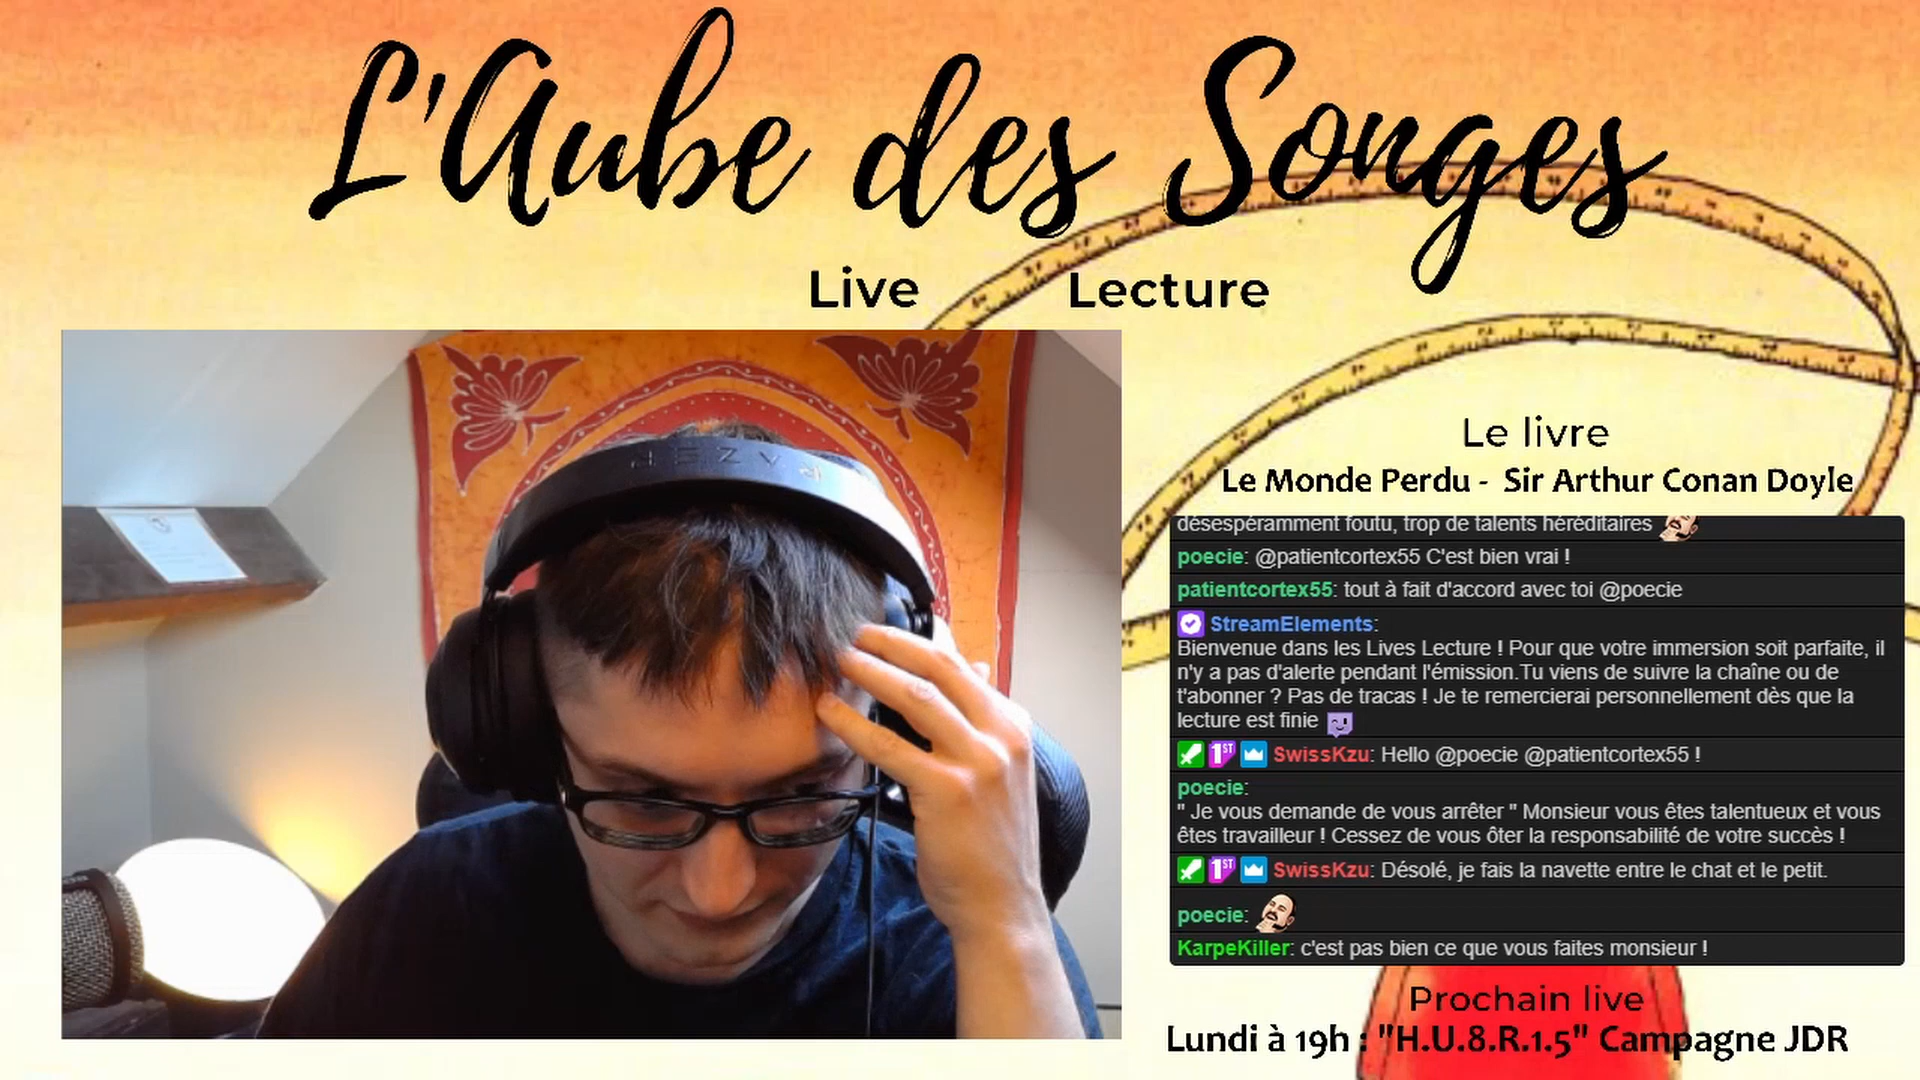 L'Aube des Songes
Live Lecture
RAZER
Le livre
Le Monde Perdu - Sir Arthur Conan Doyle
désespéramment foutu, trop de talents héréditaires
poecie: @patientcortex55 C'est bien vrai !
patientcortex55: tout à fait d'accord avec toi @poecie
StreamElements:
Bienvenue dans les Lives Lecture ! Pour que votre immersion soit parfaite, il
n'y a pas d'alerte pendant l'émission.Tu viens de suivre la chaîne ou de
t'abonner ? Pas de tracas ! Je te remercierai personnellement dès que la
lecture est finie
1ST SwissKzu: Hello @poecie @patientcortex55 !
poecie:
" Je vous demande de vous arrêter " Monsieur vous êtes talentueux et vous
êtes travailleur ! Cessez de vous ôter la responsabilité de votre succès !
1ST SwissKzu: Désolé, je fais la navette entre le chat et le petit.
poecie:
KarpeKiller: c'est pas bien ce que vous faites monsieur !
Prochain live
Lundi à 19h : "H.U.8.R.1.5" Campagne JDR